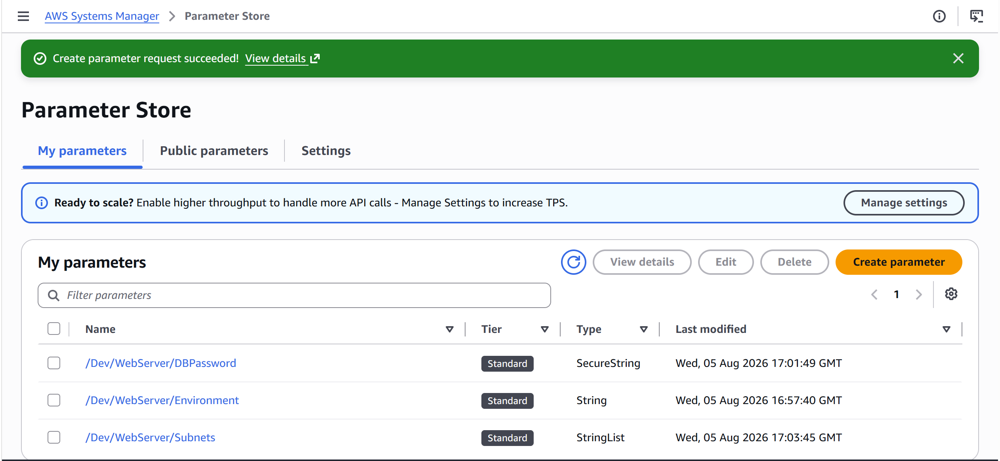 AWS Systems Manager > Parameter Store
Create parameter request succeeded! View details
Parameter Store
My parameters Public parameters Settings
Ready to scale? Enable higher throughput to handle more API calls - Manage Settings to increase TPS. Manage settings
My parameters View details Edit Delete Create parameter
Filter parameters 1
Name Tier Type Last modified
/Dev/WebServer/DBPassword Standard SecureString Wed, 05 Aug 2026 17:01:49 GMT
/Dev/WebServer/Environment Standard String Wed, 05 Aug 2026 16:57:40 GMT
/Dev/WebServer/Subnets Standard StringList Wed, 05 Aug 2026 17:03:45 GMT